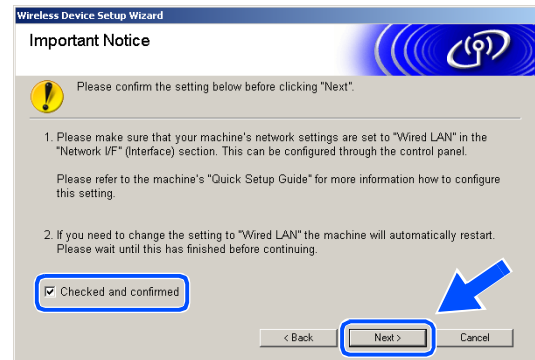 Wireless Device Setup Wizard
Important Notice
Please confirm the setting below before clicking "Next".
1. Please make sure that your machine's network settings are set to "Wired LAN" in the
"Network I/F" (Interface) section. This can be configured through the control panel.
Please refer to the machine's "Quick Setup Guide" for more information how to configure
this setting.
2. If you need to change the setting to "Wired LAN" the machine will automatically restart.
Please wait until this has finished before continuing.
Checked and confirmed
< Back
Next >
Cancel